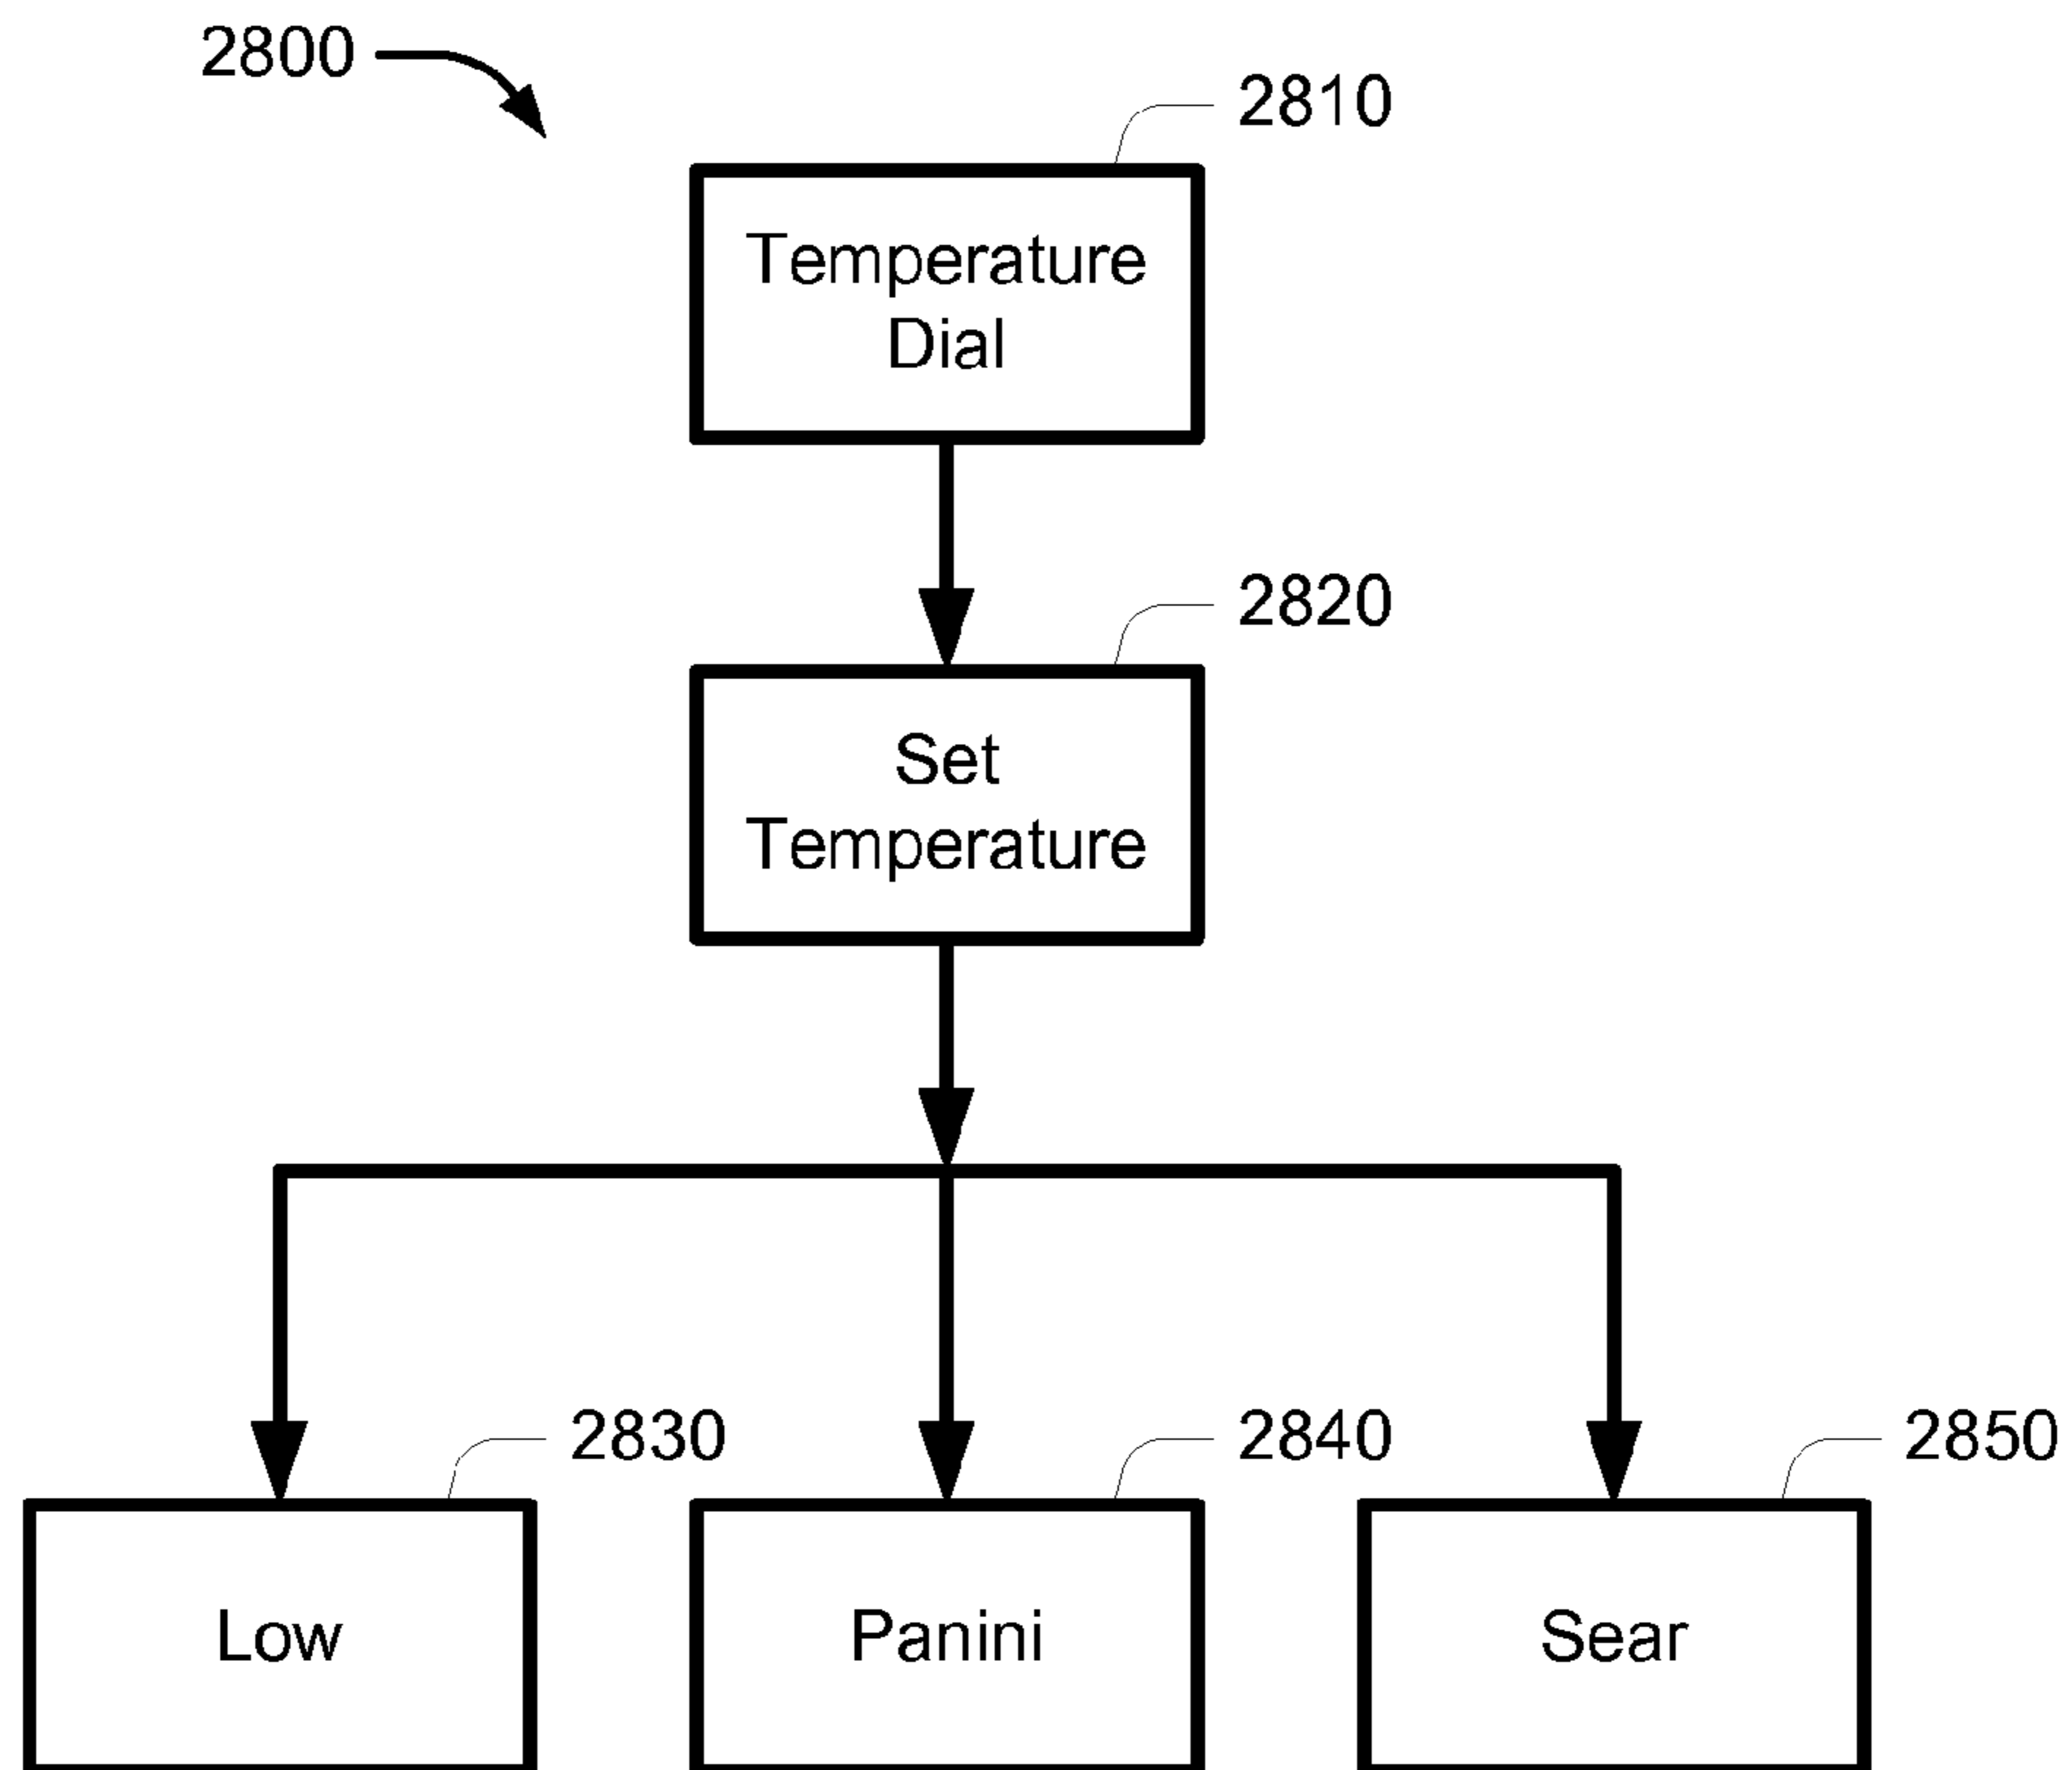 2800
2810
Temperature
Dial
2820
Set
Temperature
2830
2840
2850
Low
Panini
Sear